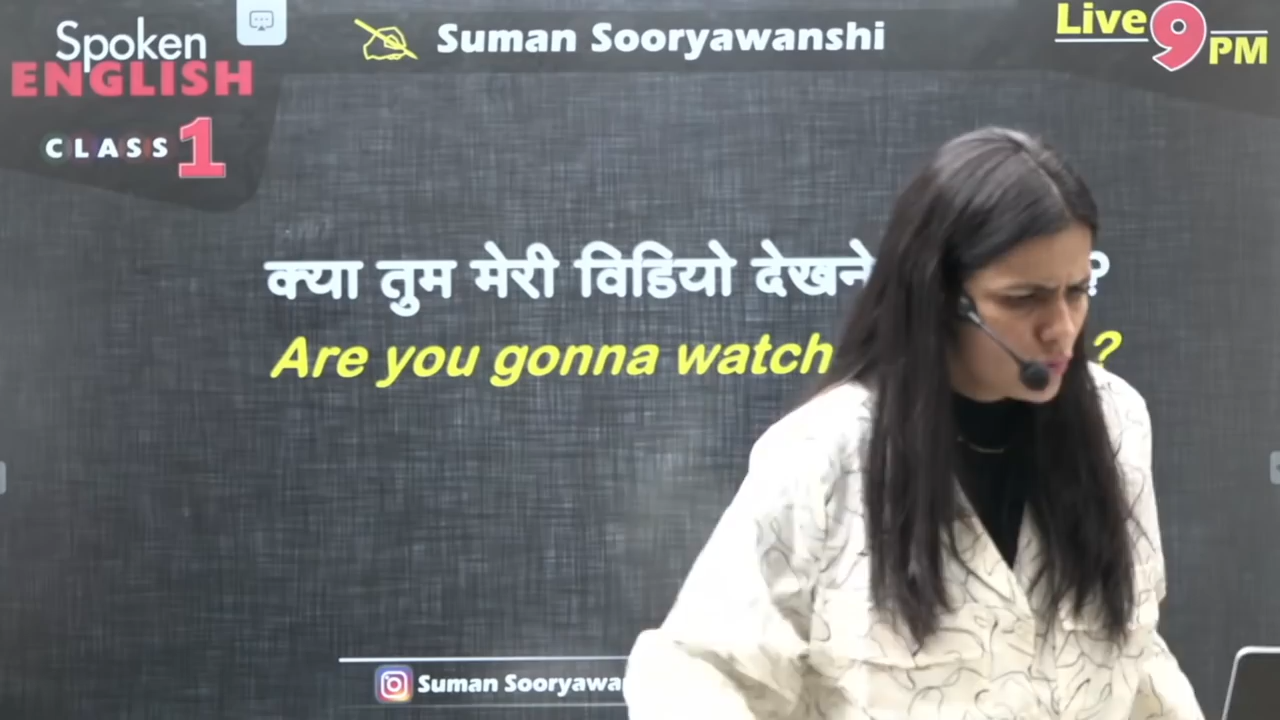 Spoken
ENGLISH
CLASS 1
Suman Sooryawanshi
Live 9 PM
क्या तुम मेरी विडियो देखने ?
Are you gonna watch ?
Suman Sooryawa